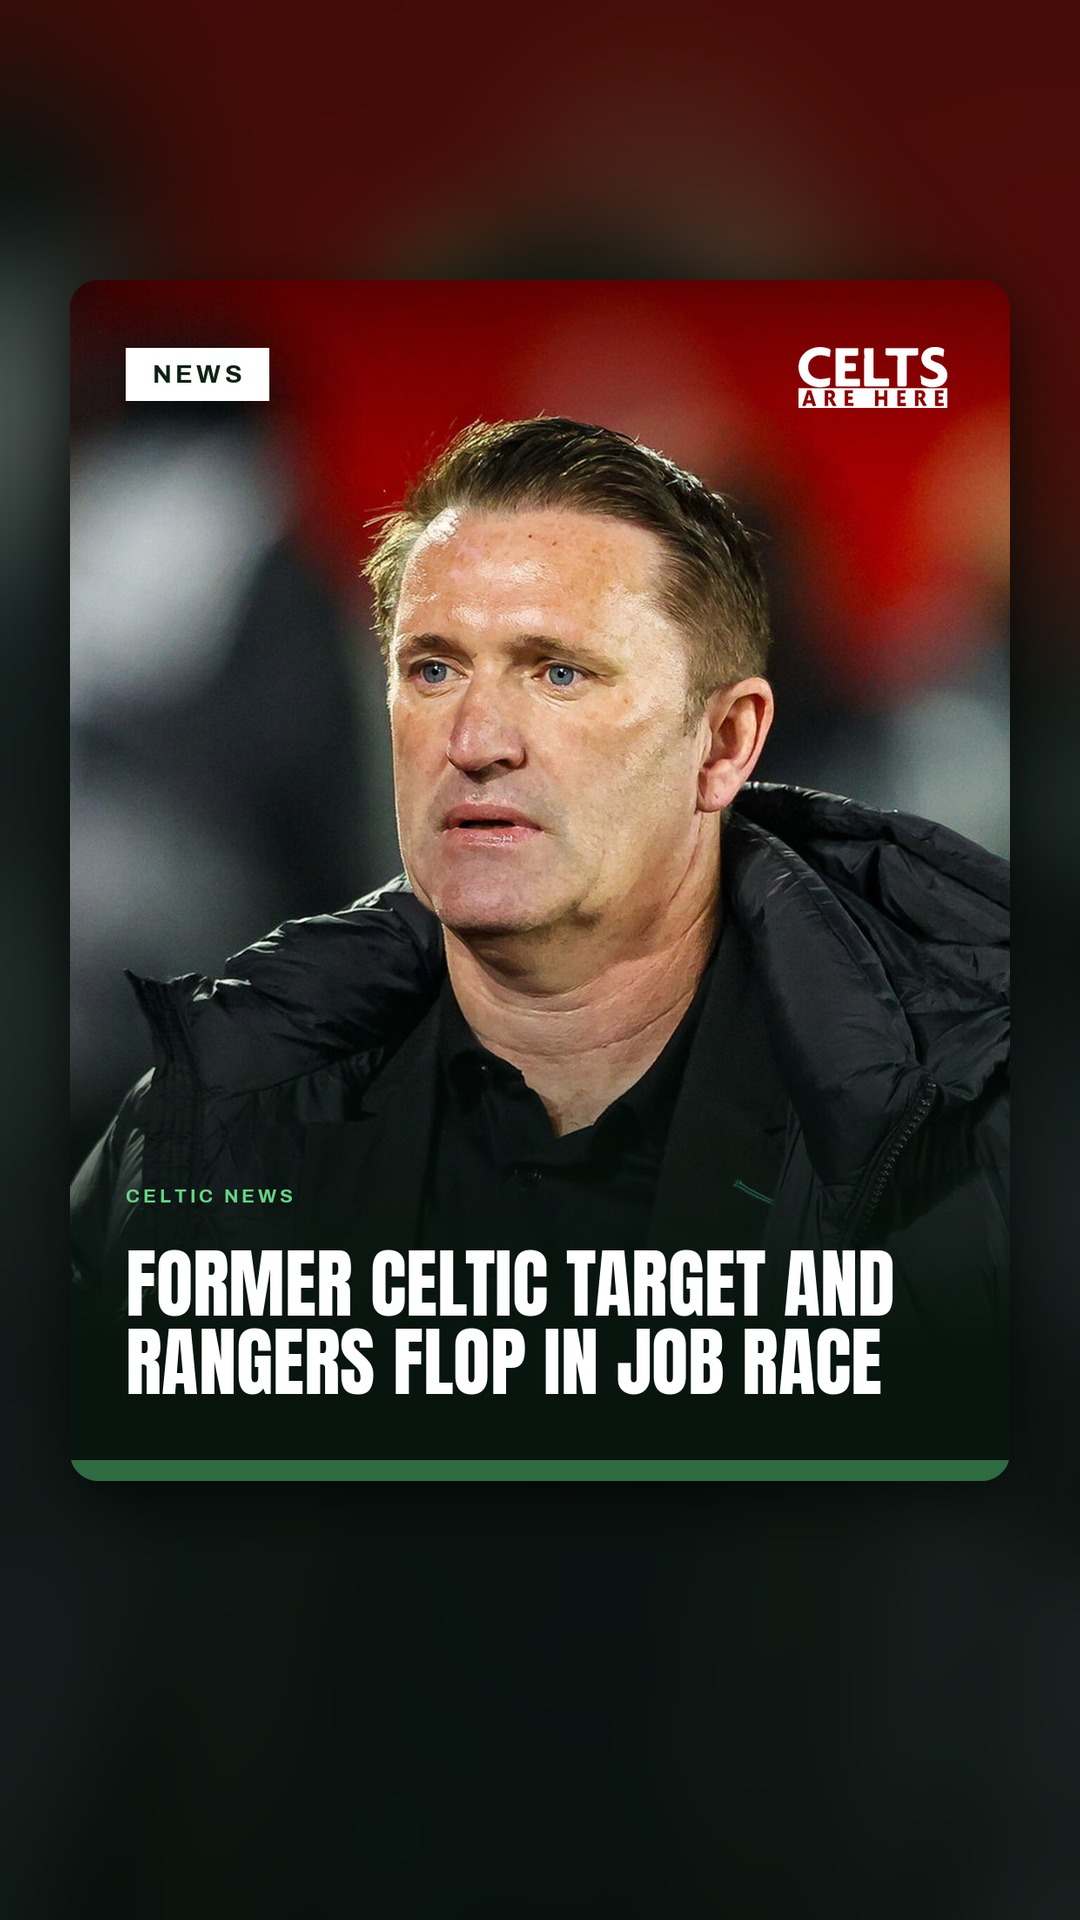 NEWS
CELTS
ARE HERE
CELTIC NEWS
FORMER CELTIC TARGET AND
RANGERS FLOP IN JOB RACE